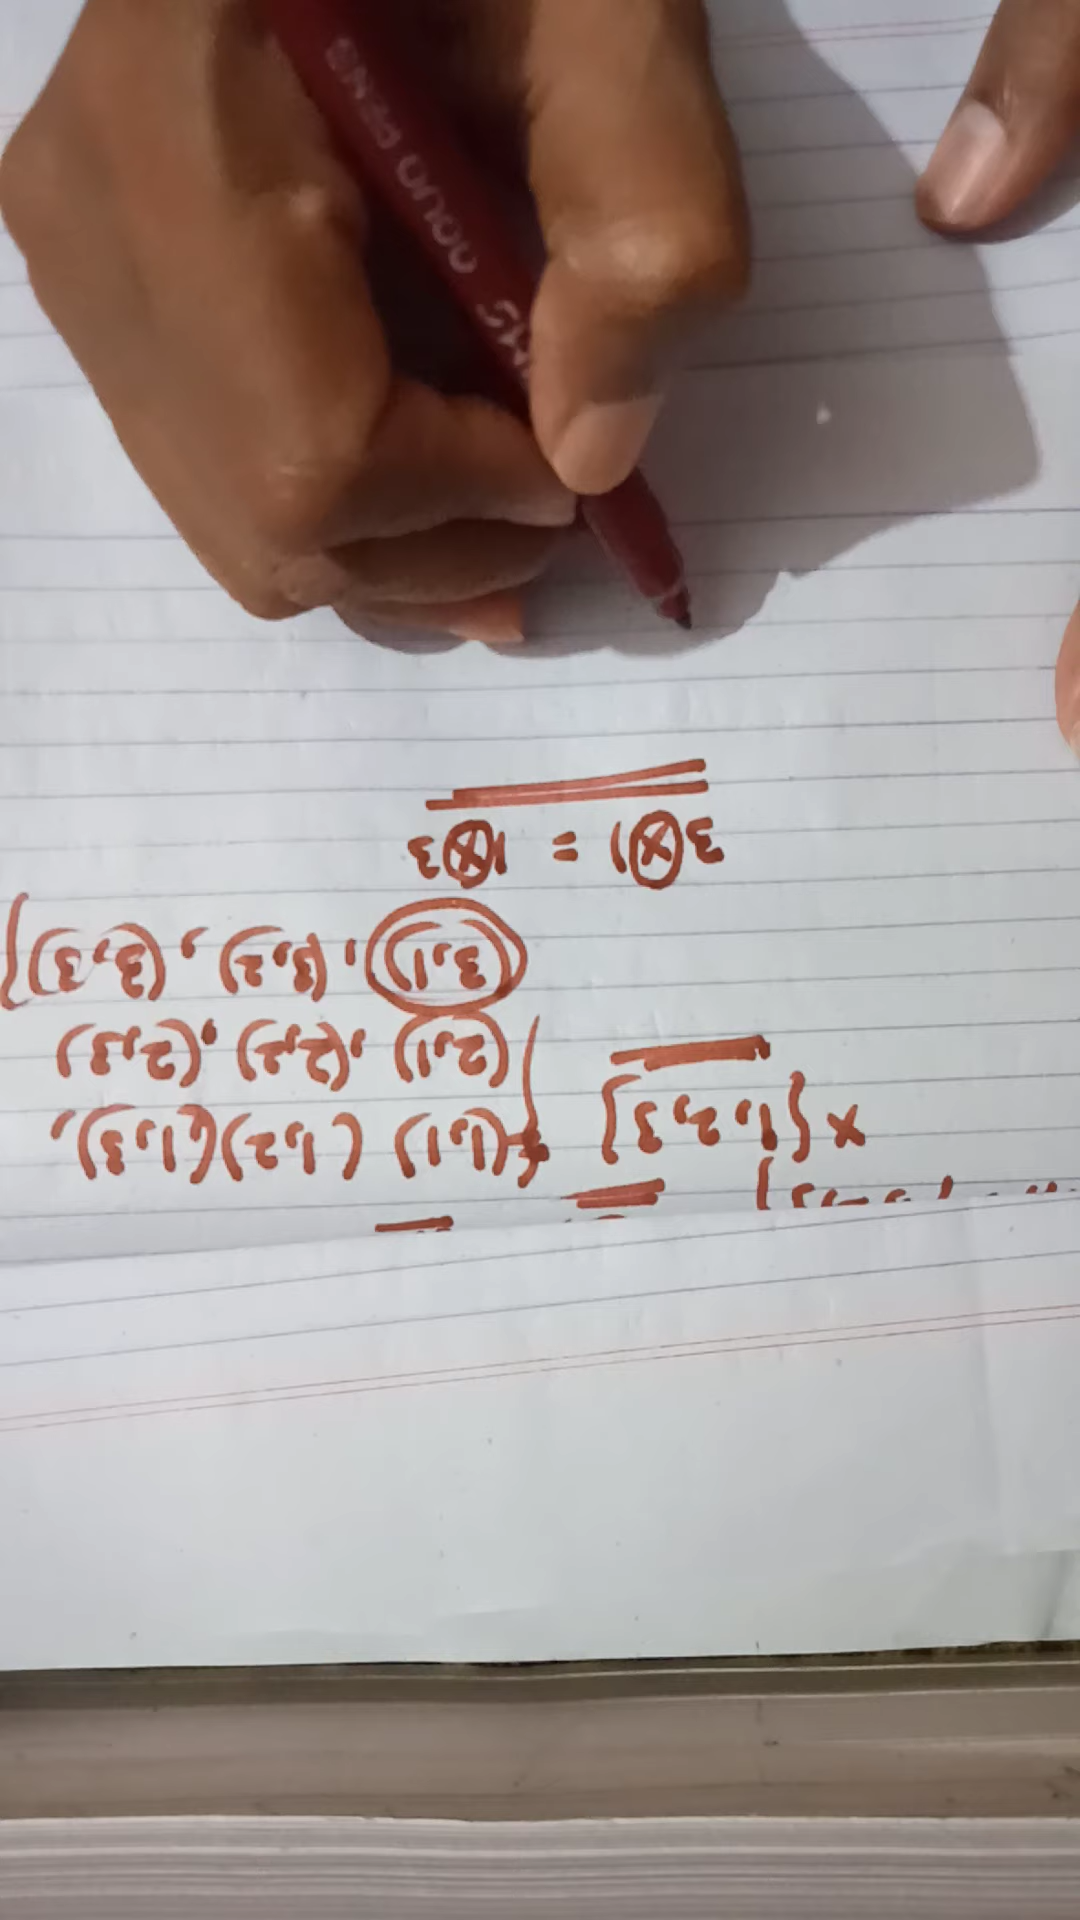 x {1,2,3} {(1,1) (1,2)(1,3),
(2,1), (2,2), (2,3)
(3,1), (3,2), (3,3)}
3⊗1 = 1⊗3